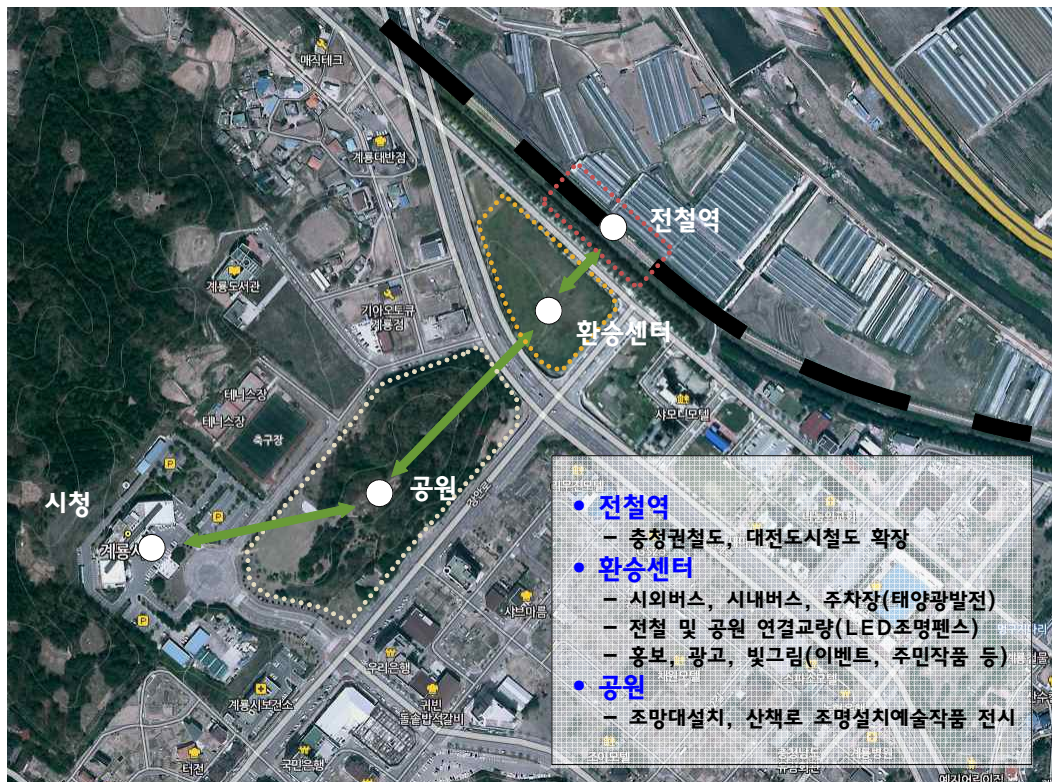 매직테크
계룡대반점
전철역
계룡도서관
기아오토큐
계룡점
환승센터
테니스장
테니스장
축구장
샤모니모텔
시청
공원
장안로
계룡시
샤브미름
우리은행
계룡시보건소
귀빈
돌솥밥적갈비
터전
국민은행
• 전철역
– 충청권철도, 대전도시철도 확장
• 환승센터
– 시외버스, 시내버스, 주차장(태양광발전)
– 전철 및 공원 연결교량(LED조명펜스)
– 홍보, 광고, 빛그림(이벤트, 주민작품 등)
• 공원
– 조망대설치, 산책로 조명설치예술작품 전시